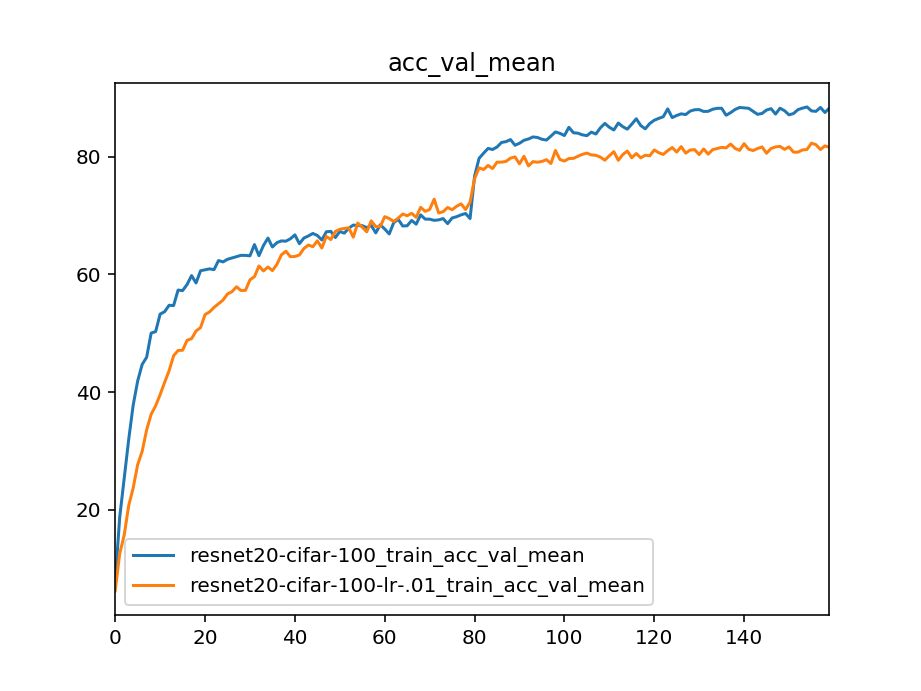 acc_val_mean
80
60
40
20
resnet20-cifar-100_train_acc_val_mean
resnet20-cifar-100-lr-.01_train_acc_val_mean
0 20 40 60 80 100 120 140